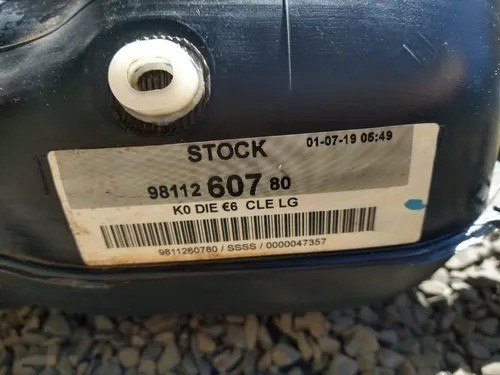 STOCK 01-07-19 05:49
98112 607 80
K0 DIE €6 CLE LG
9811260780 / SSSS / 0000047357